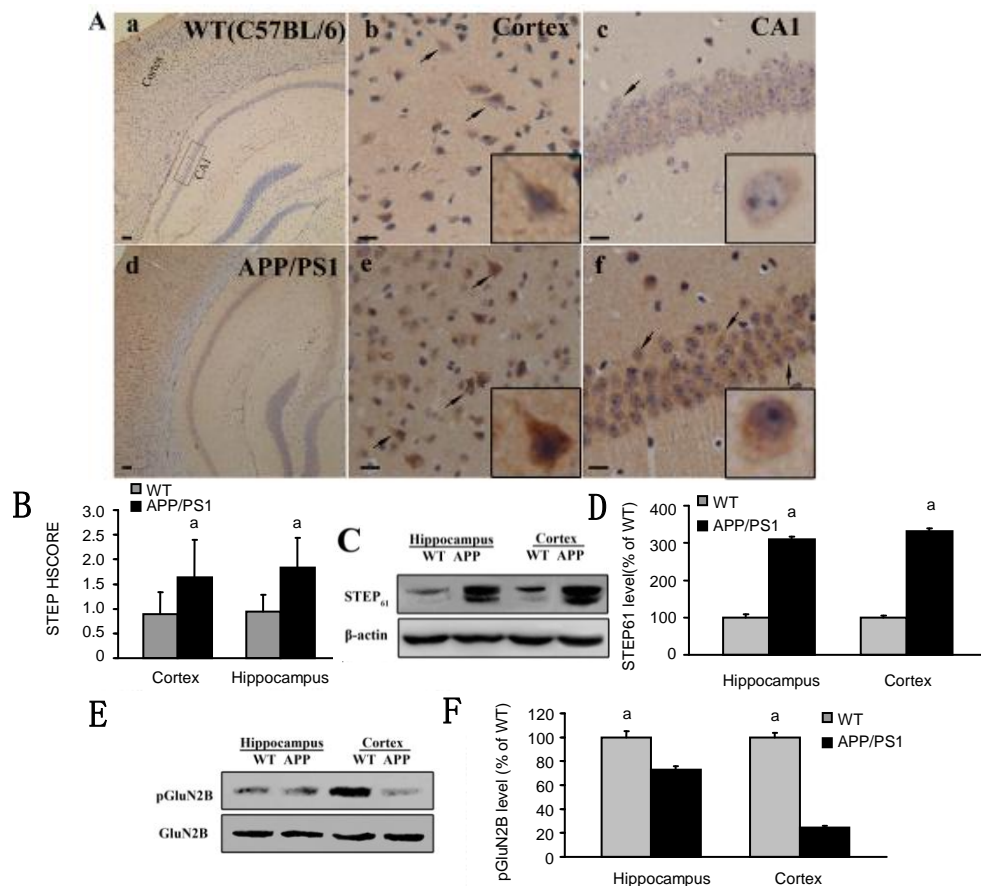 A
a
WT(C57BL/6)
Cortex
CA1
b
Cortex
c
CA1
d
APP/PS1
e
f
B
WT
APP/PS1
STEP HSCORE
3.0
2.5
2.0
1.5
1.0
0.5
0
a
a
Cortex
Hippocampus
C
Hippocampus Cortex
WT APP WT APP
STEP61
β-actin
D
WT
APP/PS1
STEP61 level(% of WT)
400
300
200
100
0
a
a
Hippocampus
Cortex
E
Hippocampus Cortex
WT APP WT APP
pGluN2B
GluN2B
F
pGluN2B level (% of WT)
120
100
80
60
40
20
0
a
a
WT
APP/PS1
Hippocampus
Cortex